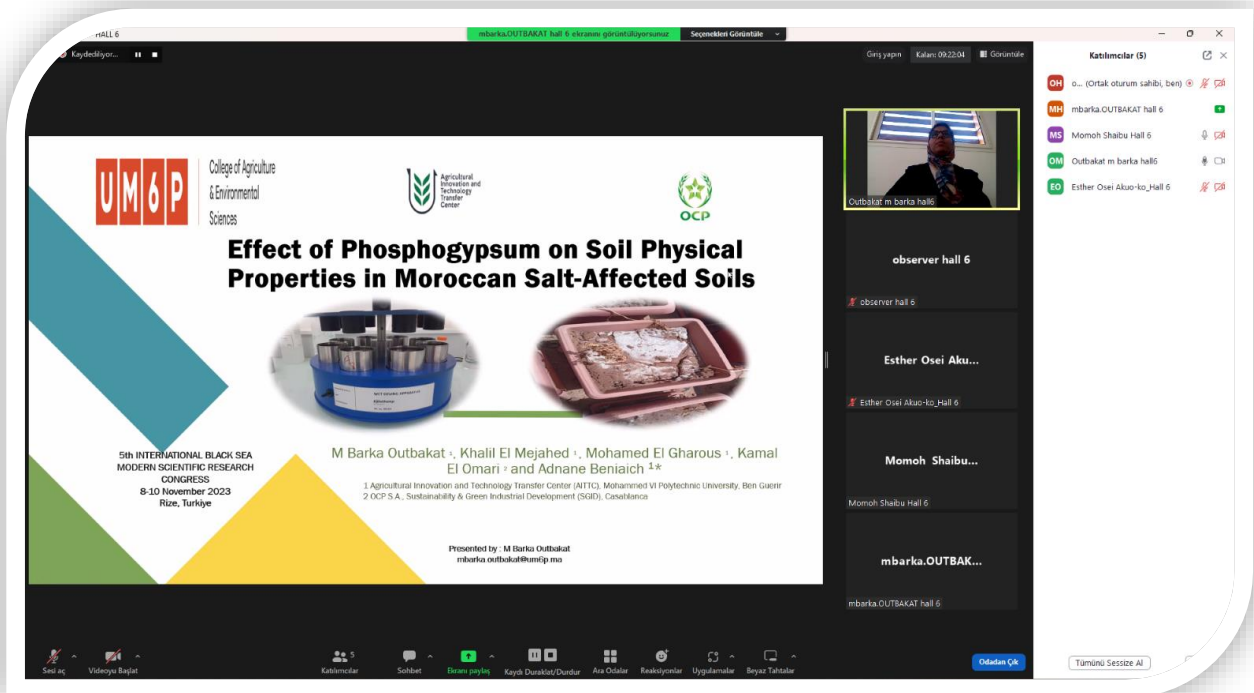 HALL 6
mbarka.OUTBAKAT hall 6 ekranını görüntülüyorsunuz
Seçenekleri Görüntüle
Kaydediliyor...
Giriş yapın
Kalan: 09:22:04
Görüntüle
UM6P
College of Agriculture
& Environmental
Sciences
Agricultural
Innovation and
Technology
Transfer
Center
OCP
Effect of Phosphogypsum on Soil Physical
Properties in Moroccan Salt-Affected Soils
M Barka Outbakat ¹, Khalil El Mejahed ¹, Mohamed El Gharous ¹, Kamal
El Omari ² and Adnane Beniaich ¹*
1 Agricultural Innovation and Technology Transfer Center (AITTC), Mohammed VI Polytechnic University, Ben Guerir
2 OCP S.A., Sustainability & Green Industrial Development (SGID), Casablanca
5th INTERNATIONAL BLACK SEA
MODERN SCIENTIFIC RESEARCH
CONGRESS
8-10 November 2023
Rize, Turkiye
Presented by : M Barka Outbakat
mbarka.outbakat@um6p.ma
Outbakat m barka hall6
observer hall 6
observer hall 6
Esther Osei Aku...
Esther Osei Akuo-ko_Hall 6
Momoh Shaibu...
Momoh Shaibu Hall 6
mbarka.OUTBAK...
mbarka.OUTBAKAT hall 6
Katılımcılar (5)
OH o... (Ortak oturum sahibi, ben)
MH mbarka.OUTBAKAT hall 6
MS Momoh Shaibu Hall 6
OM Outbakat m barka hall6
EO Esther Osei Akuo-ko_Hall 6
Sesi aç
Videoyu Başlat
5
Katılımcılar
Sohbet
Ekranı paylaş
Kaydı Duraklat/Durdur
Ara Odalar
Reaksiyonlar
Uygulamalar
Beyaz Tahtalar
Odadan Çık
Tümünü Sessize Al